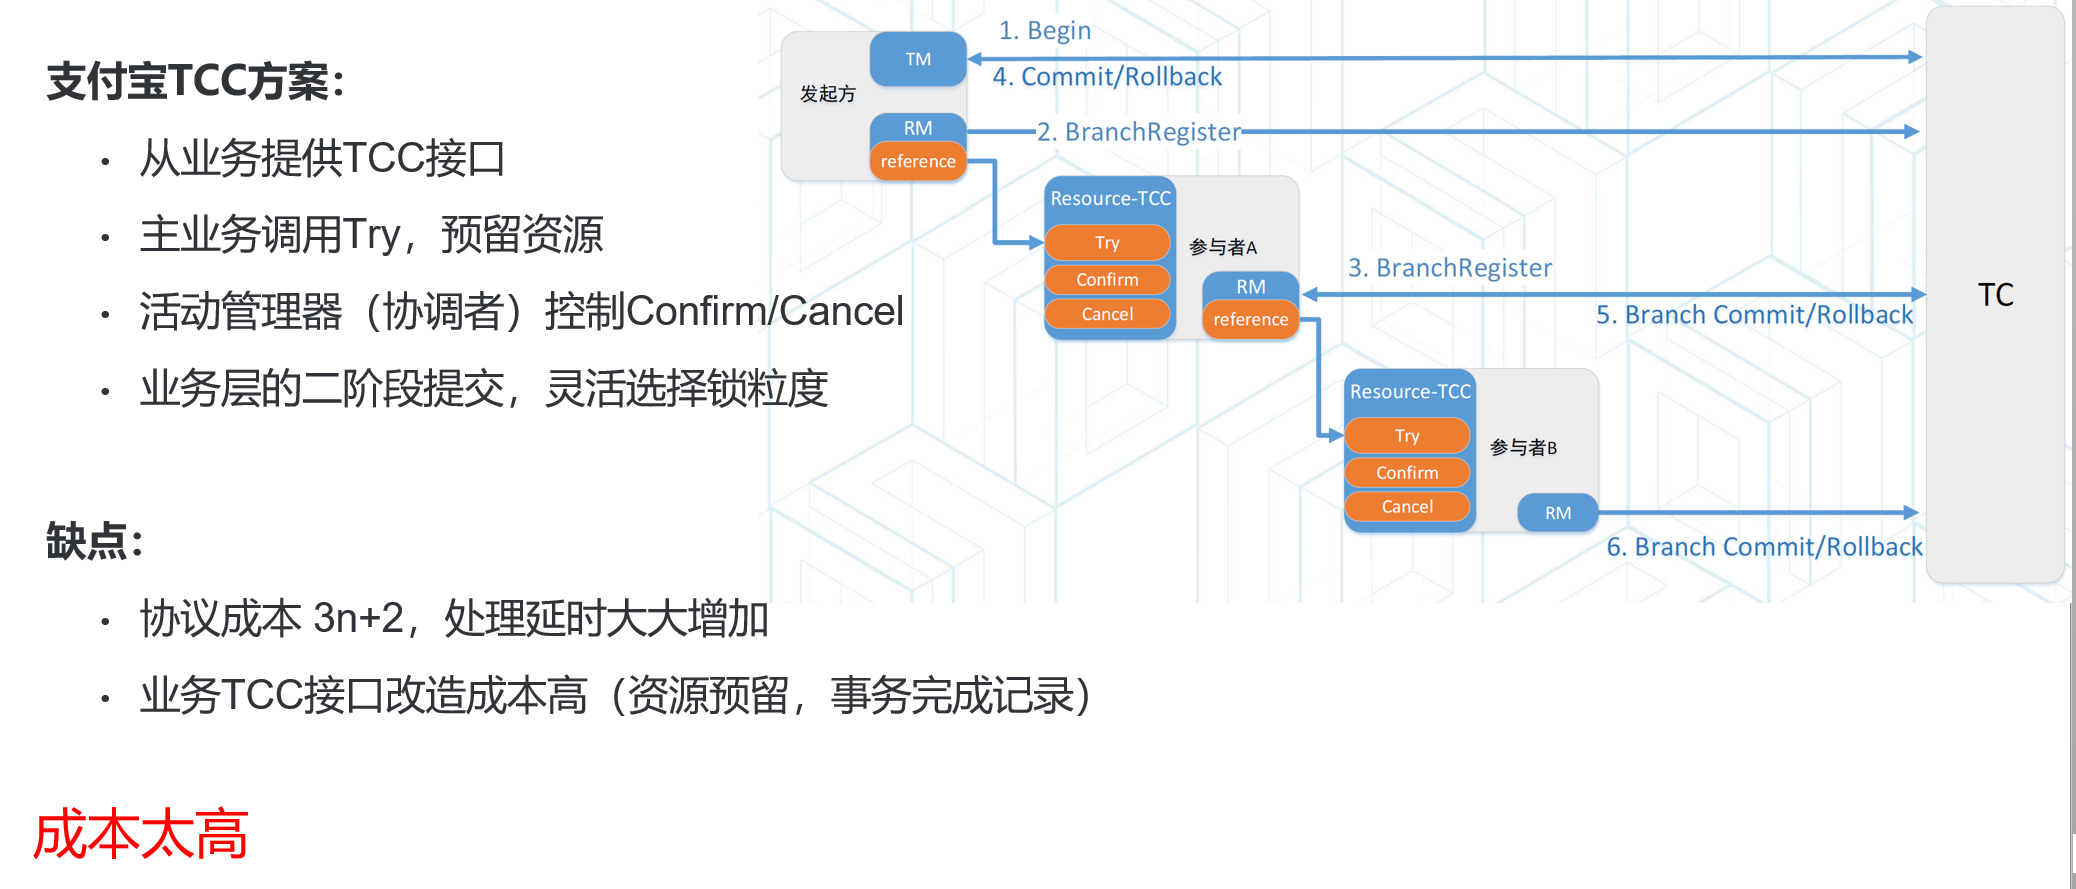 支付宝TCC方案：
• 从业务提供TCC接口
• 主业务调用Try，预留资源
• 活动管理器（协调者）控制Confirm/Cancel
• 业务层的二阶段提交，灵活选择锁粒度
缺点：
• 协议成本 3n+2，处理延时大大增加
• 业务TCC接口改造成本高（资源预留，事务完成记录）
成本太高
发起方
TM
RM
reference
1. Begin
4. Commit/Rollback
2. BranchRegister
Resource-TCC
Try
Confirm
Cancel
参与者A
RM
reference
3. BranchRegister
5. Branch Commit/Rollback
Resource-TCC
Try
Confirm
Cancel
参与者B
RM
6. Branch Commit/Rollback
TC